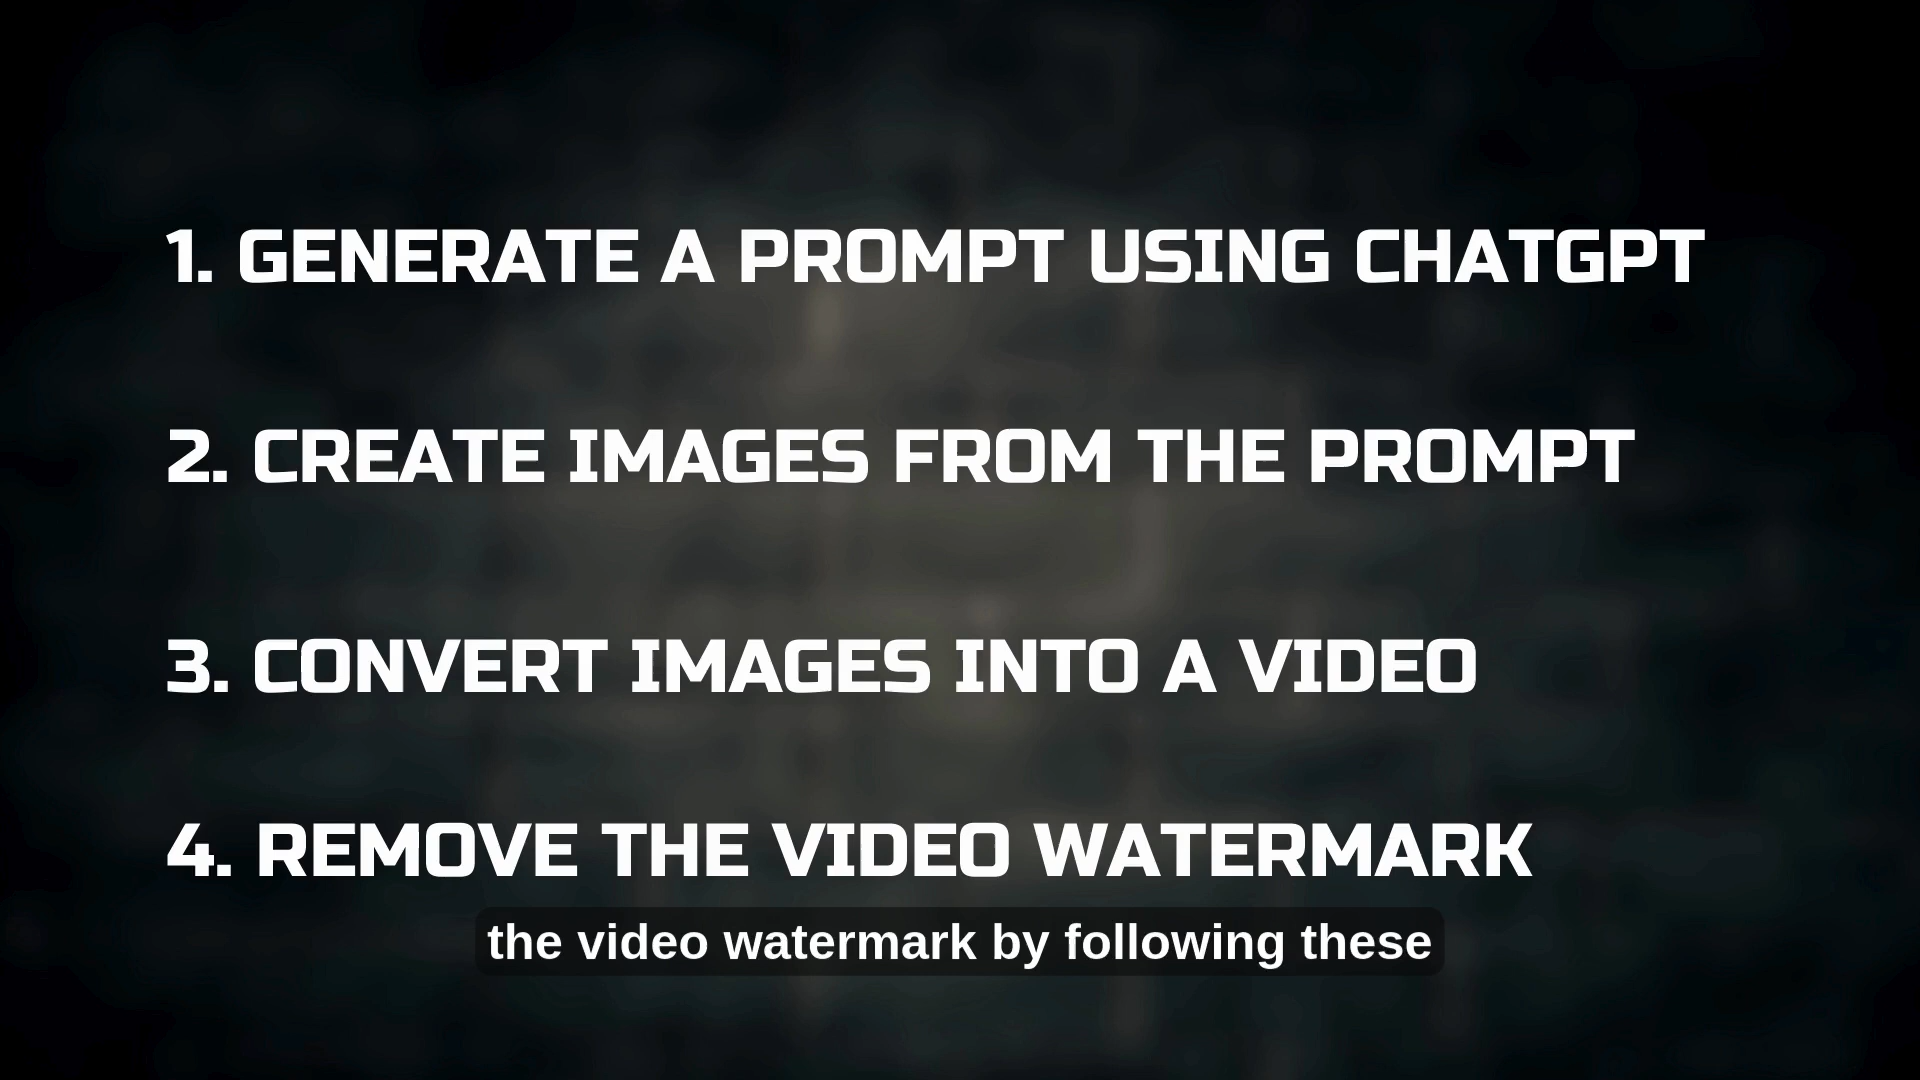 1. GENERATE A PROMPT USING CHATGPT
2. CREATE IMAGES FROM THE PROMPT
3. CONVERT IMAGES INTO A VIDEO
4. REMOVE THE VIDEO WATERMARK
the video watermark by following these